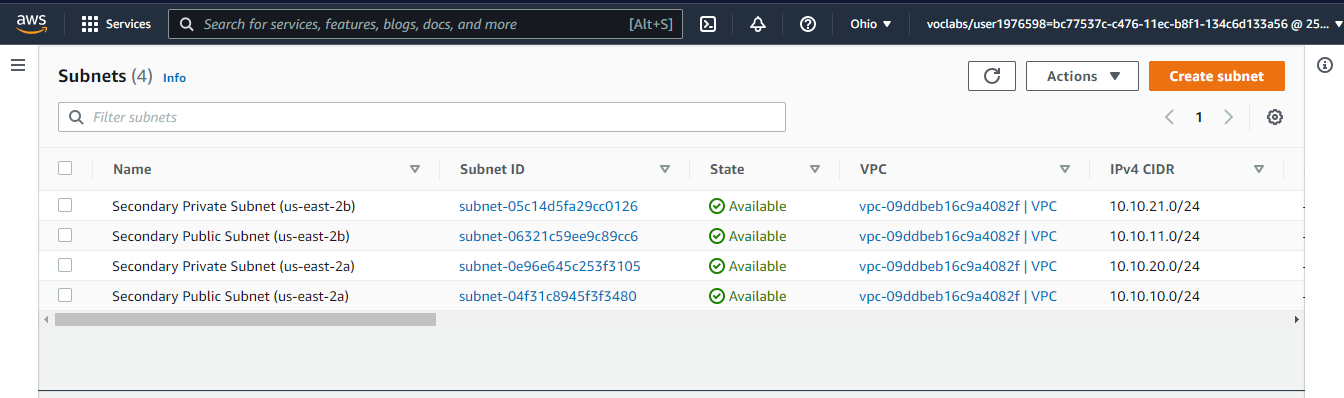 aws Services Search for services, features, blogs, docs, and more [Alt+S] Ohio voclabs/user1976598=bc77537c-c476-11ec-b8f1-134c6d133a56 @ 25...
Subnets (4) Info Actions Create subnet
Filter subnets 1
Name Subnet ID State VPC IPv4 CIDR
Secondary Private Subnet (us-east-2b) subnet-05c14d5fa29cc0126 Available vpc-09ddbeb16c9a4082f | VPC 10.10.21.0/24
Secondary Public Subnet (us-east-2b) subnet-06321c59ee9c89cc6 Available vpc-09ddbeb16c9a4082f | VPC 10.10.11.0/24
Secondary Private Subnet (us-east-2a) subnet-0e96e645c253f3105 Available vpc-09ddbeb16c9a4082f | VPC 10.10.20.0/24
Secondary Public Subnet (us-east-2a) subnet-04f31c8945f3f3480 Available vpc-09ddbeb16c9a4082f | VPC 10.10.10.0/24